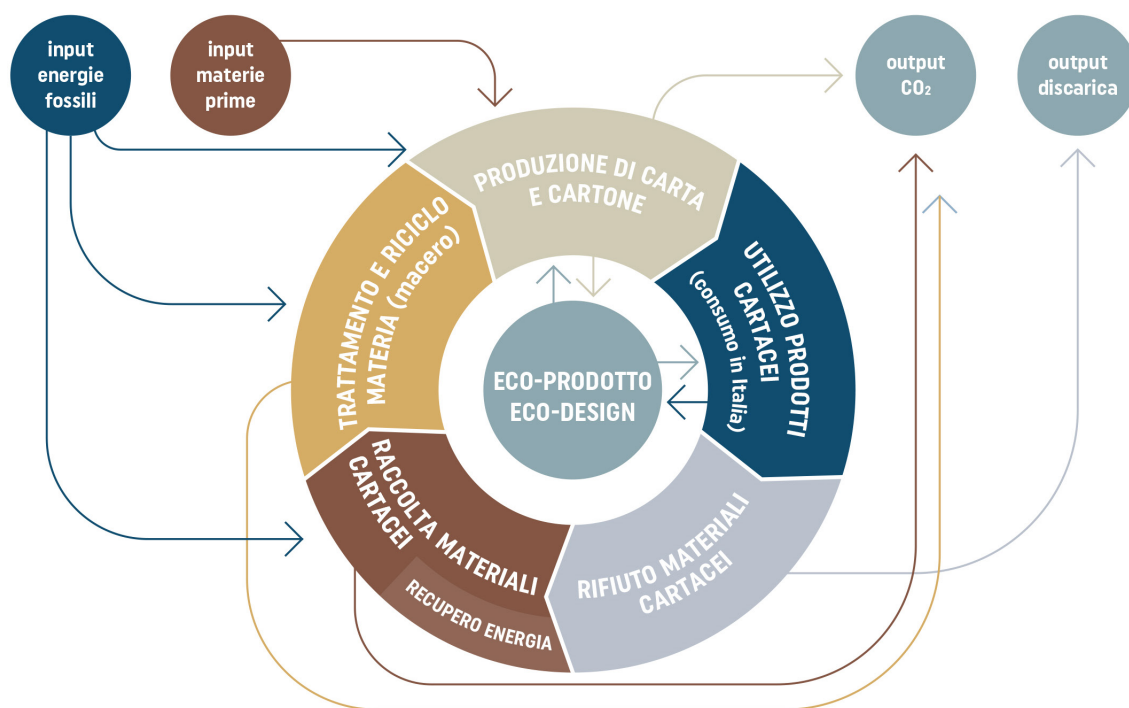 input
energie
fossili
input
materie
prime
output
CO₂
output
discarica
PRODUZIONE DI CARTA
E CARTONE
UTILIZZO PRODOTTI
CARTACEI
(consumo in Italia)
RIFIUTO MATERIALI
CARTACEI
RACCOLTA MATERIALI
CARTACEI
RECUPERO ENERGIA
TRATTAMENTO E RICICLO
MATERIA (macero)
ECO-PRODOTTO
ECO-DESIGN